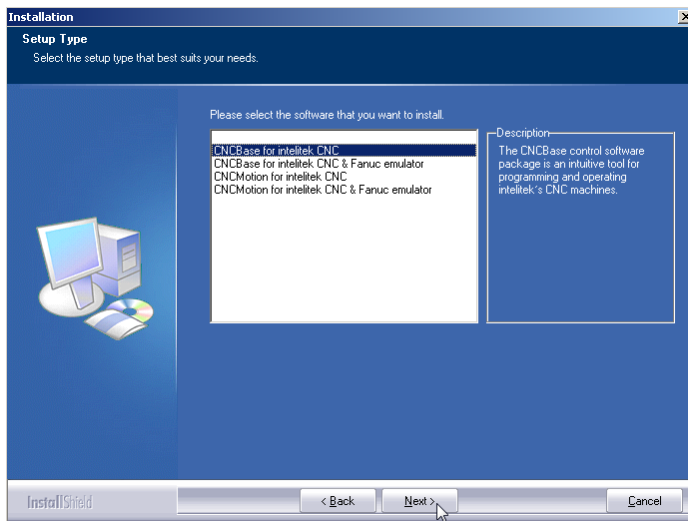 Installation
Setup Type
Select the setup type that best suits your needs.
Please select the software that you want to install.
CNCBase for intelitek CNC
CNCBase for intelitek CNC & Fanuc emulator
CNCMotion for intelitek CNC
CNCMotion for intelitek CNC & Fanuc emulator
Description
The CNCBase control software
package is an intuitive tool for
programming and operating
intelitek's CNC machines.
InstallShield
< Back
Next >
Cancel